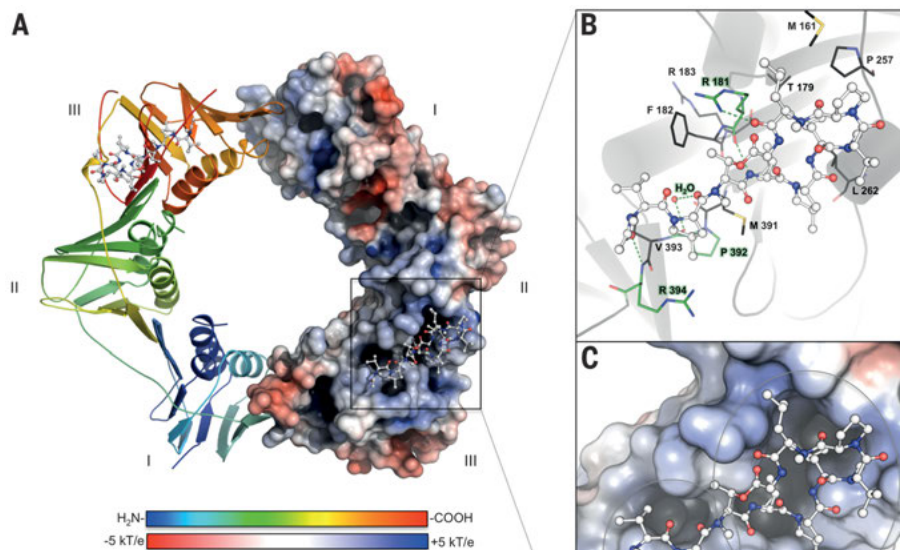 A
III
I
II
II
I
III
H₂N-
-COOH
-5 kT/e
+5 kT/e
B
M 161
P 257
R 183
R 181
T 179
F 182
L 262
H₂O
M 391
V 393
P 392
R 394
C